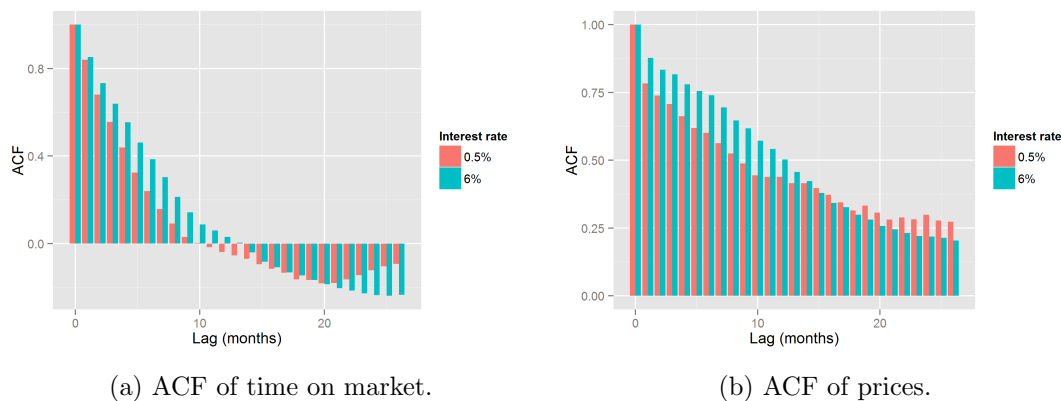 0.8
0.4
0.0
ACF
0
10
20
Lag (months)
Interest rate
0.5%
6%
(a) ACF of time on market.
1.00
0.75
0.50
0.25
0.00
ACF
0
10
20
Lag (months)
Interest rate
0.5%
6%
(b) ACF of prices.